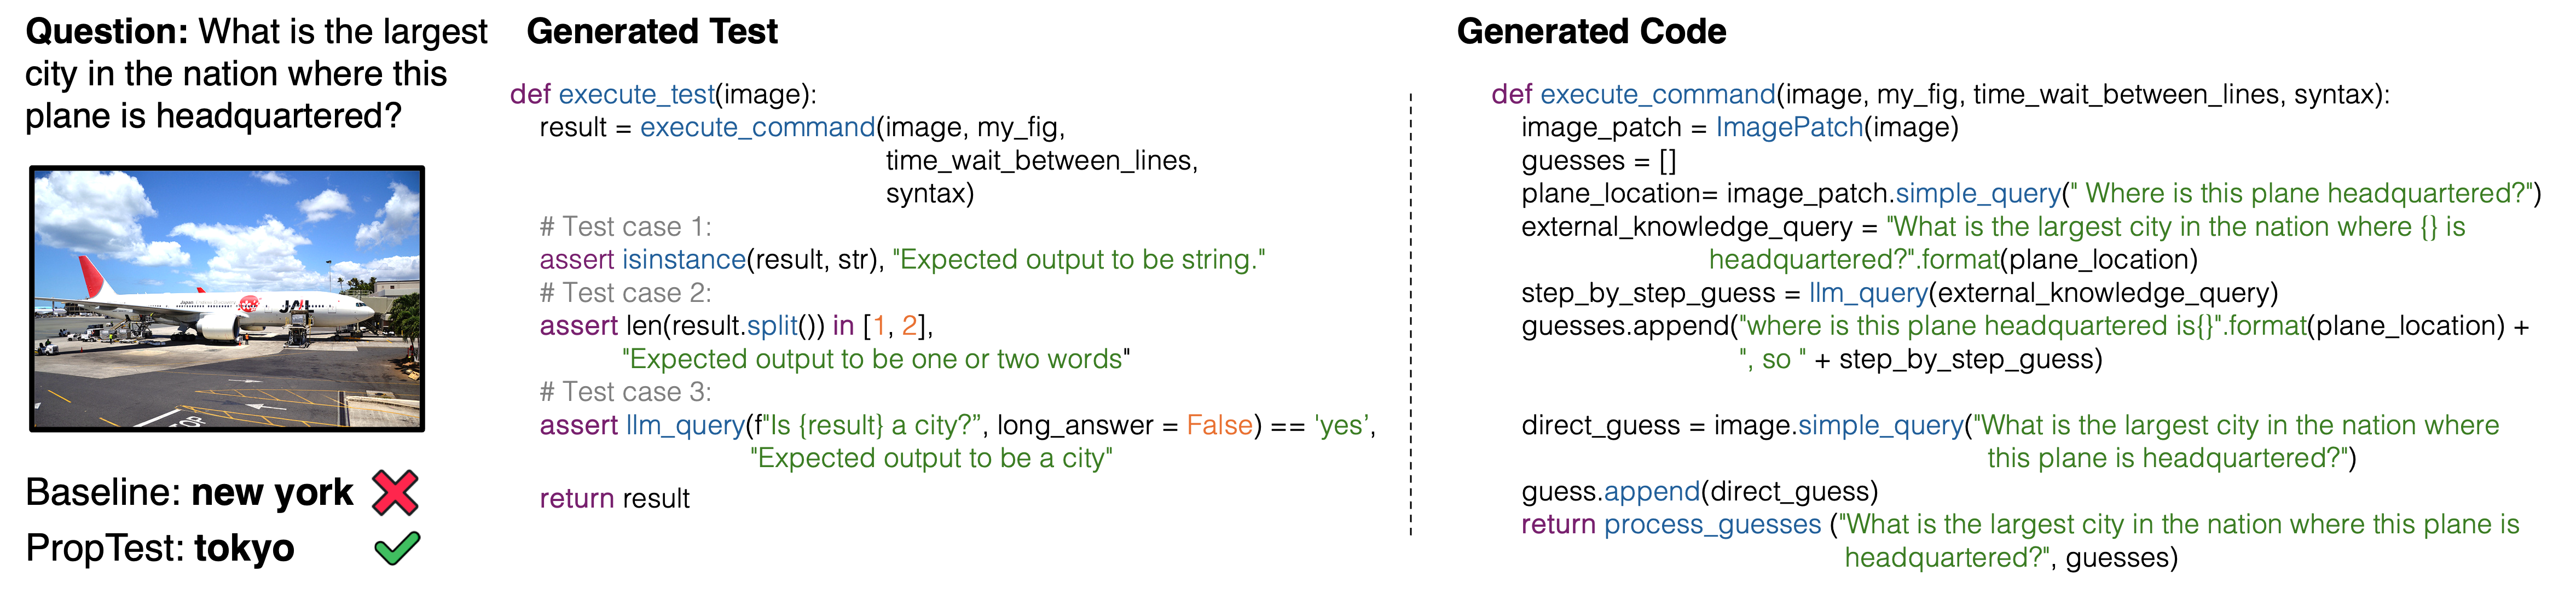 Question: What is the largest
city in the nation where this
plane is headquartered?
JAL
Baseline: new york
PropTest: tokyo
Generated Test
def execute_test(image):
result = execute_command(image, my_fig,
time_wait_between_lines,
syntax)
# Test case 1:
assert isinstance(result, str), "Expected output to be string."
# Test case 2:
assert len(result.split()) in [1, 2],
"Expected output to be one or two words"
# Test case 3:
assert llm_query(f"Is {result} a city?”, long_answer = False) == 'yes’,
"Expected output to be a city"
return result
Generated Code
def execute_command(image, my_fig, time_wait_between_lines, syntax):
image_patch = ImagePatch(image)
guesses = []
plane_location= image_patch.simple_query(" Where is this plane headquartered?")
external_knowledge_query = "What is the largest city in the nation where {} is
headquartered?".format(plane_location)
step_by_step_guess = llm_query(external_knowledge_query)
guesses.append("where is this plane headquartered is{}".format(plane_location) +
", so " + step_by_step_guess)
direct_guess = image.simple_query("What is the largest city in the nation where
this plane is headquartered?")
guess.append(direct_guess)
return process_guesses ("What is the largest city in the nation where this plane is
headquartered?", guesses)